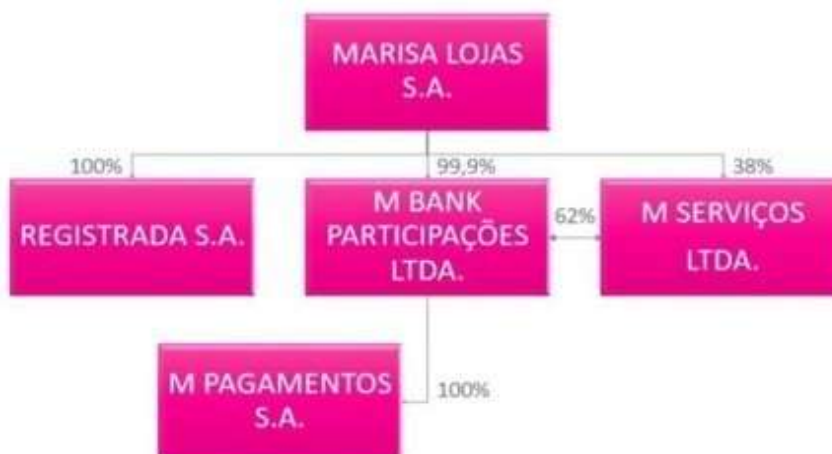 MARISA LOJAS
S.A.
100%
99,9%
38%
REGISTRADA S.A.
M BANK
PARTICIPAÇÕES
LTDA.
62%
M SERVIÇOS
LTDA.
M PAGAMENTOS
S.A.
100%